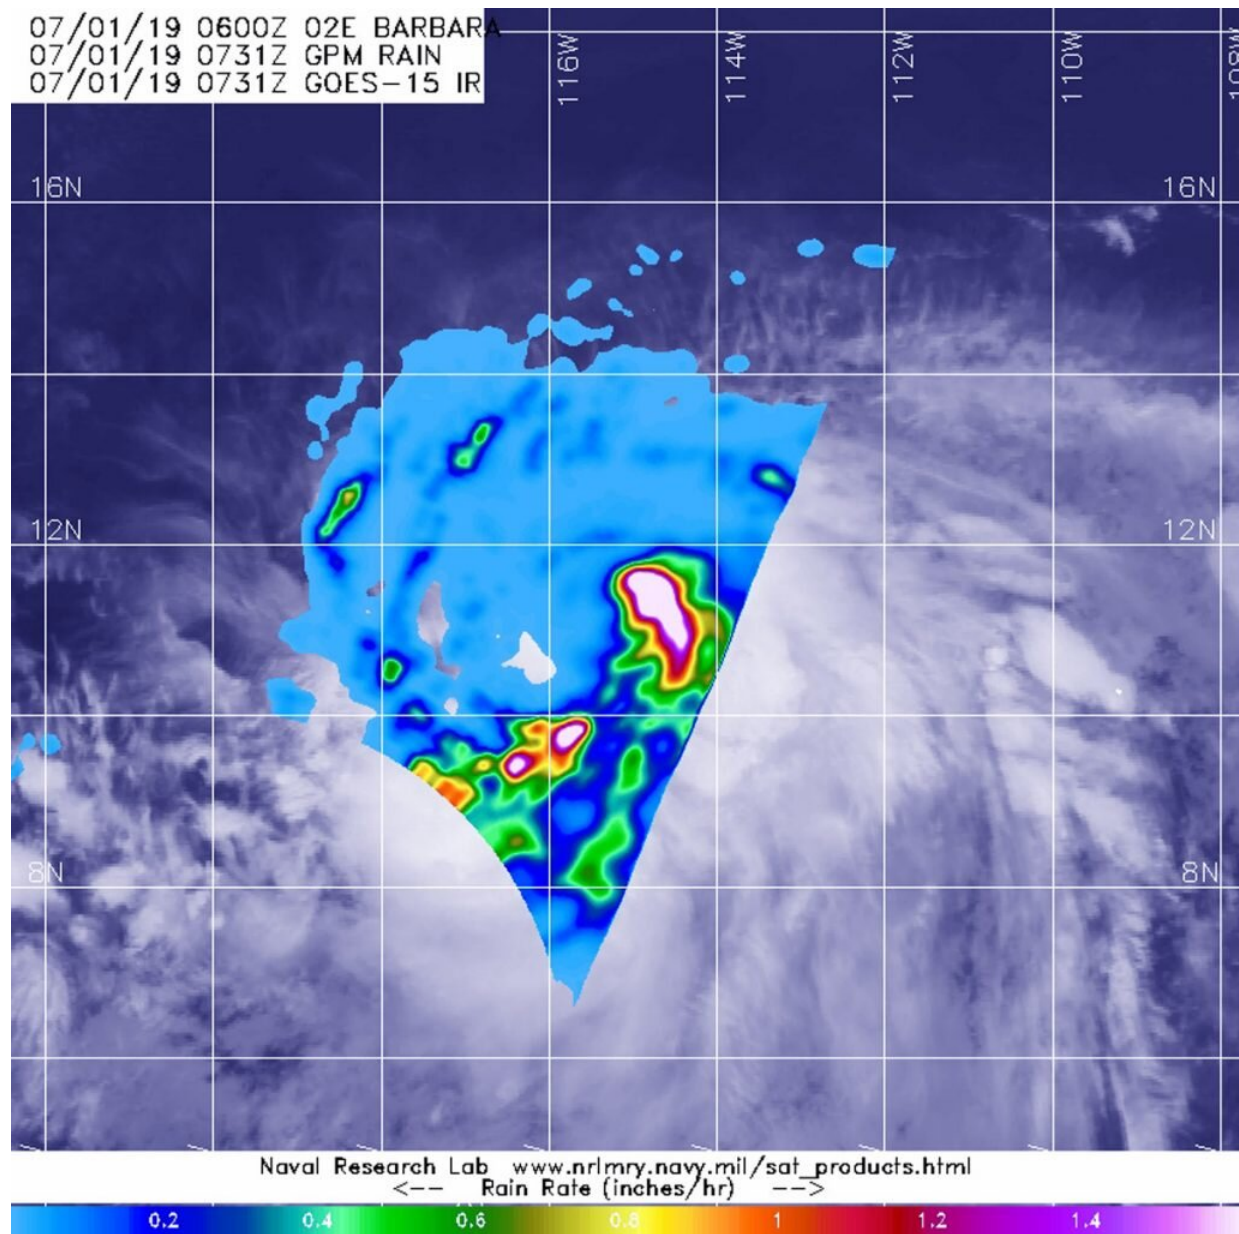 07/01/19 0600Z 02E BARBARA
07/01/19 0731Z GPM RAIN
07/01/19 0731Z GOES-15 IR
116W 114W 112W 110W 108W
16N 16N
12N 12N
8N 8N
Naval Research Lab www.nrlmry.navy.mil/sat_products.html
<-- Rain Rate (inches/hr) -->
0.2 0.4 0.6 0.8 1 1.2 1.4